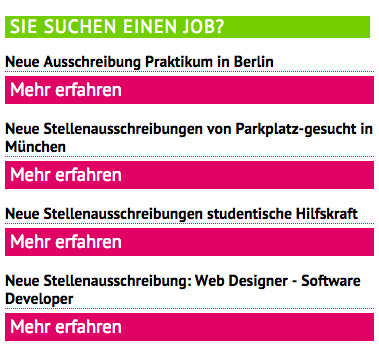 SIE SUCHEN EINEN JOB?
Neue Ausschreibung Praktikum in Berlin
Mehr erfahren
Neue Stellenausschreibungen von Parkplatz-gesucht in
München
Mehr erfahren
Neue Stellenausschreibungen studentische Hilfskraft
Mehr erfahren
Neue Stellenausschreibung: Web Designer - Software
Developer
Mehr erfahren